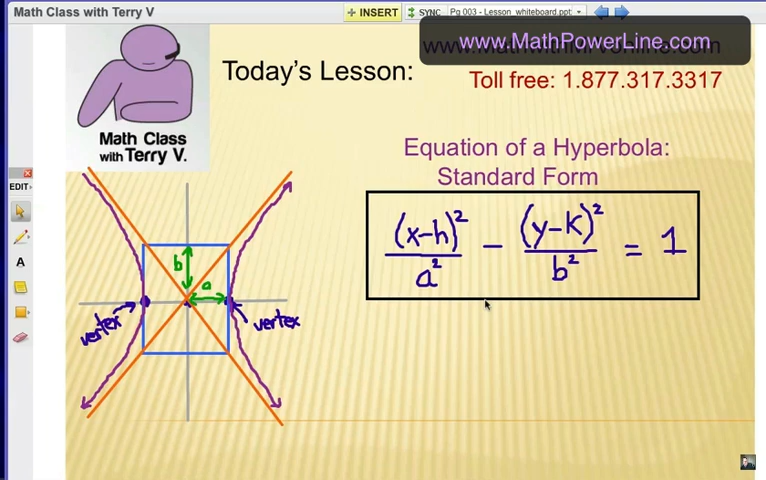 Math Class with Terry V
INSERT
SYNC
Pg 003 - Lesson_whiteboard.ppt
www.MathPowerLine.com
Today's Lesson:
Toll free: 1.877.317.3317
Math Class
with Terry V.
Equation of a Hyperbola:
Standard Form
EDIT
A
(x-h)² / a² - (y-k)² / b² = 1
b
a
vertex
vertex